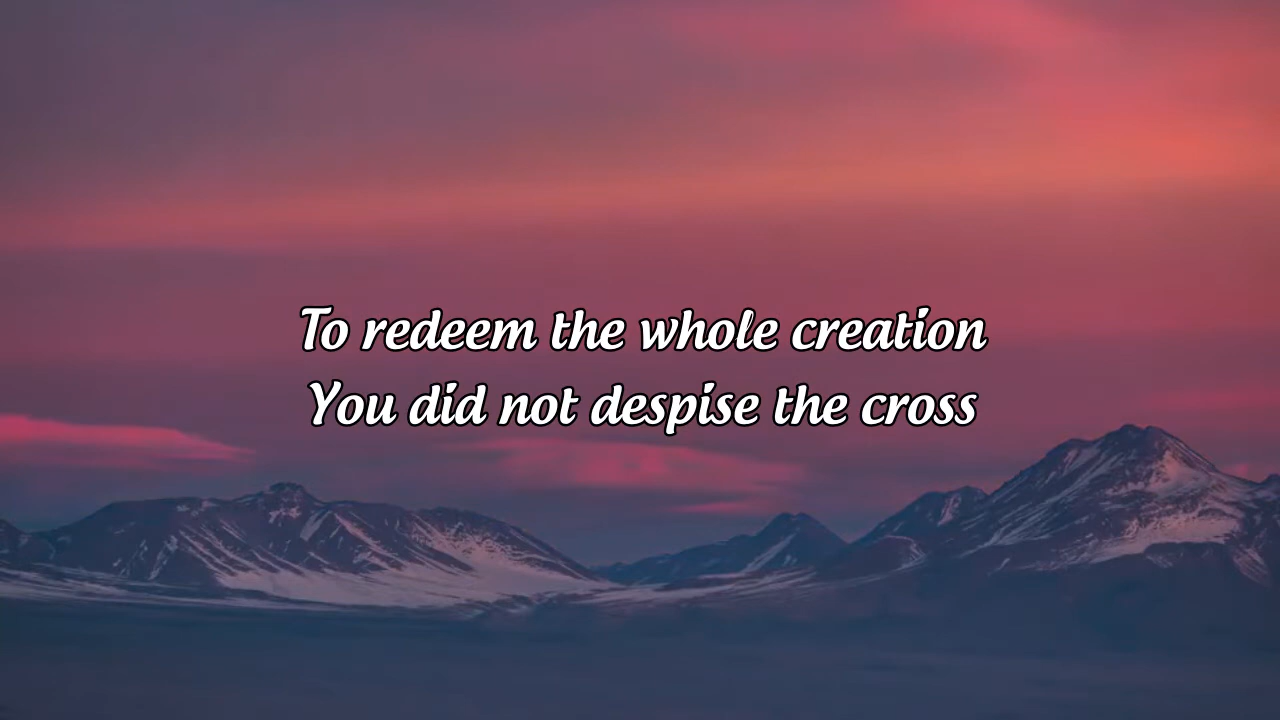 To redeem the whole creation
You did not despise the cross